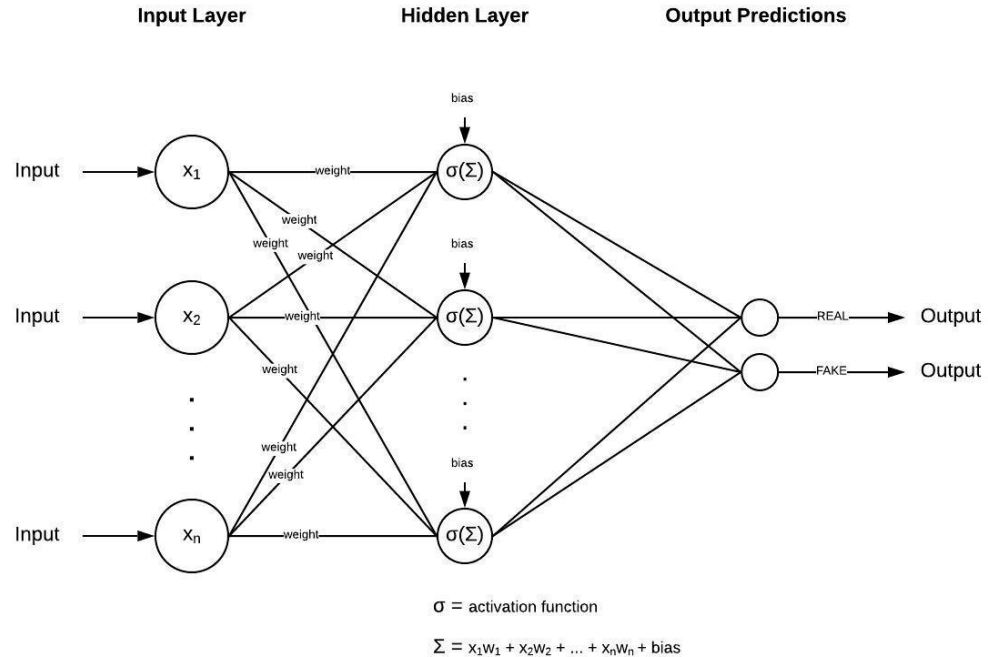 Input Layer
Hidden Layer
Output Predictions
bias
Input
x₁
weight
σ(Σ)
weight
weight
weight
bias
Input
x₂
weight
σ(Σ)
REAL
Output
weight
FAKE
Output
.
.
.
.
.
.
weight
bias
weight
Input
xₙ
weight
σ(Σ)
σ = activation function
Σ = x₁w₁ + x₂w₂ + ... + xₙwₙ + bias